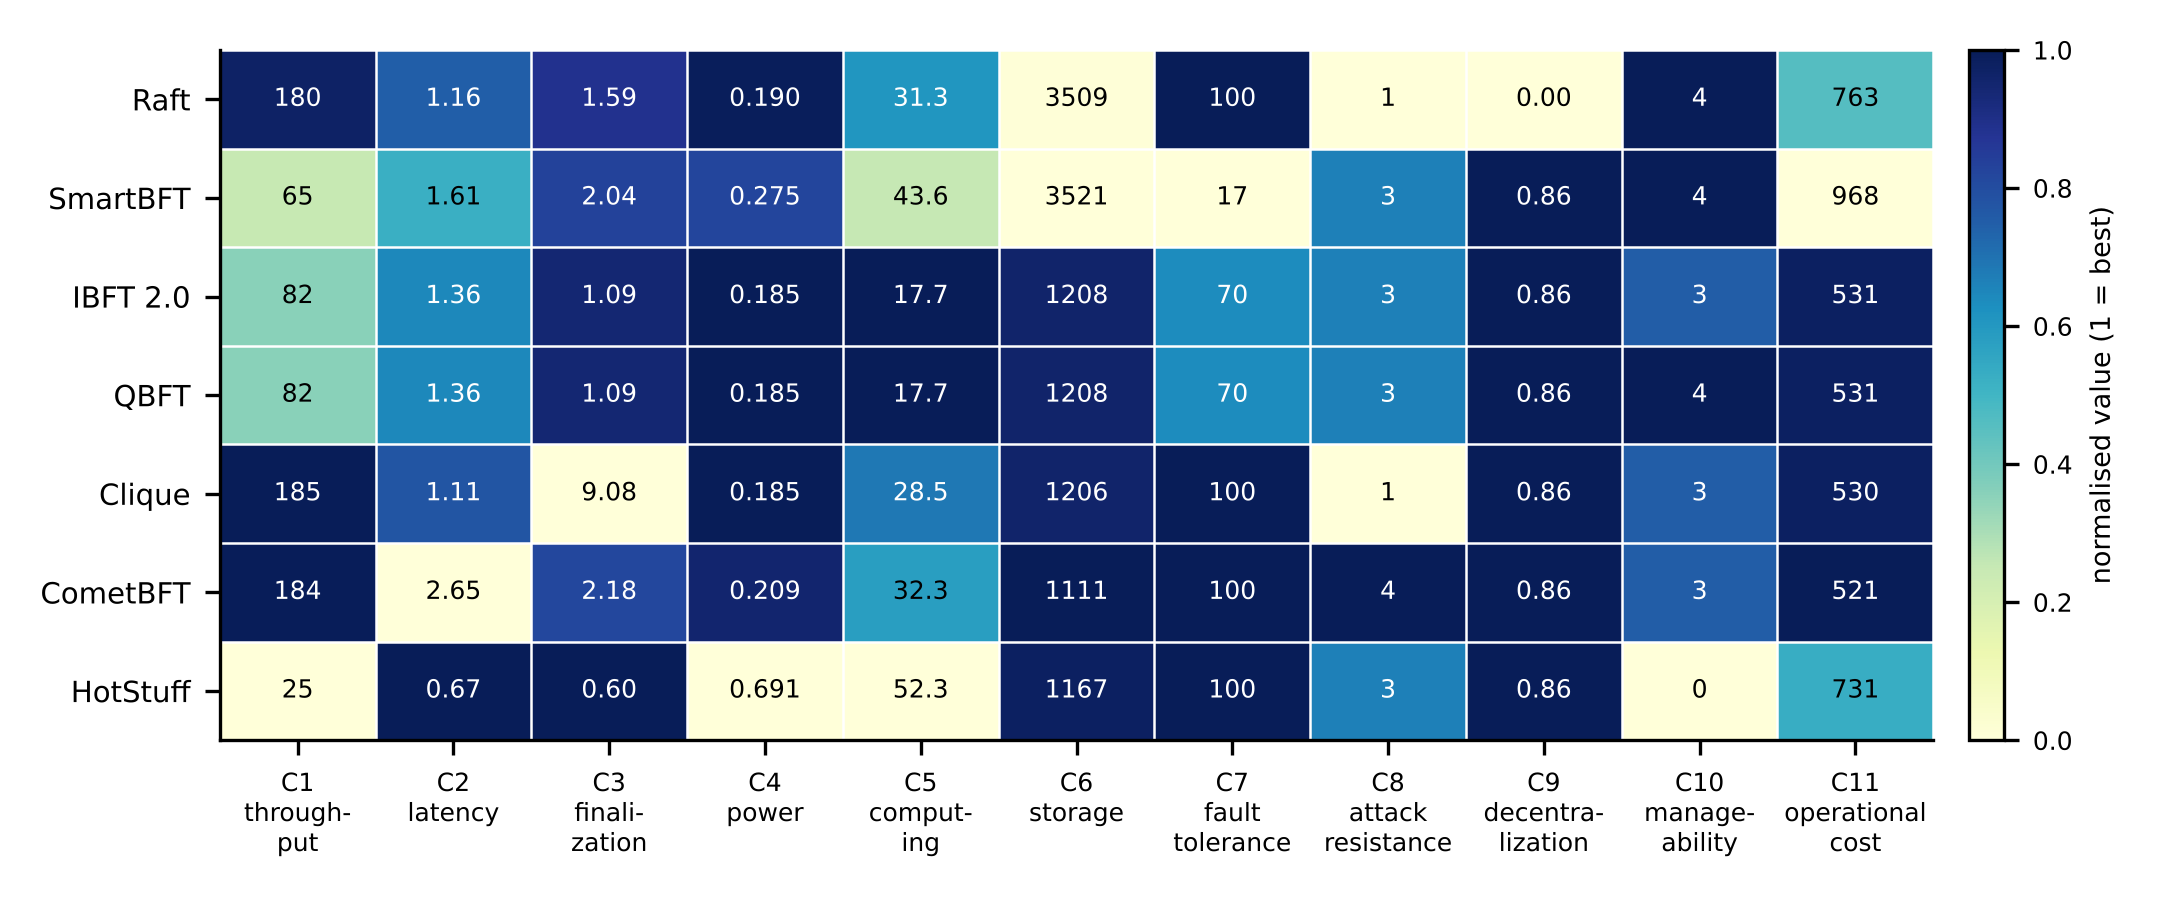 Raft 180 1.16 1.59 0.190 31.3 3509 100 1 0.00 4 763
SmartBFT 65 1.61 2.04 0.275 43.6 3521 17 3 0.86 4 968
IBFT 2.0 82 1.36 1.09 0.185 17.7 1208 70 3 0.86 3 531
QBFT 82 1.36 1.09 0.185 17.7 1208 70 3 0.86 4 531
Clique 185 1.11 9.08 0.185 28.5 1206 100 1 0.86 3 530
CometBFT 184 2.65 2.18 0.209 32.3 1111 100 4 0.86 3 521
HotStuff 25 0.67 0.60 0.691 52.3 1167 100 3 0.86 0 731
C1
through-
put
C2
latency
C3
finali-
zation
C4
power
C5
comput-
ing
C6
storage
C7
fault
tolerance
C8
attack
resistance
C9
decentra-
lization
C10
manage-
ability
C11
operational
cost
1.0
0.8
0.6
0.4
0.2
0.0
normalised value (1 = best)